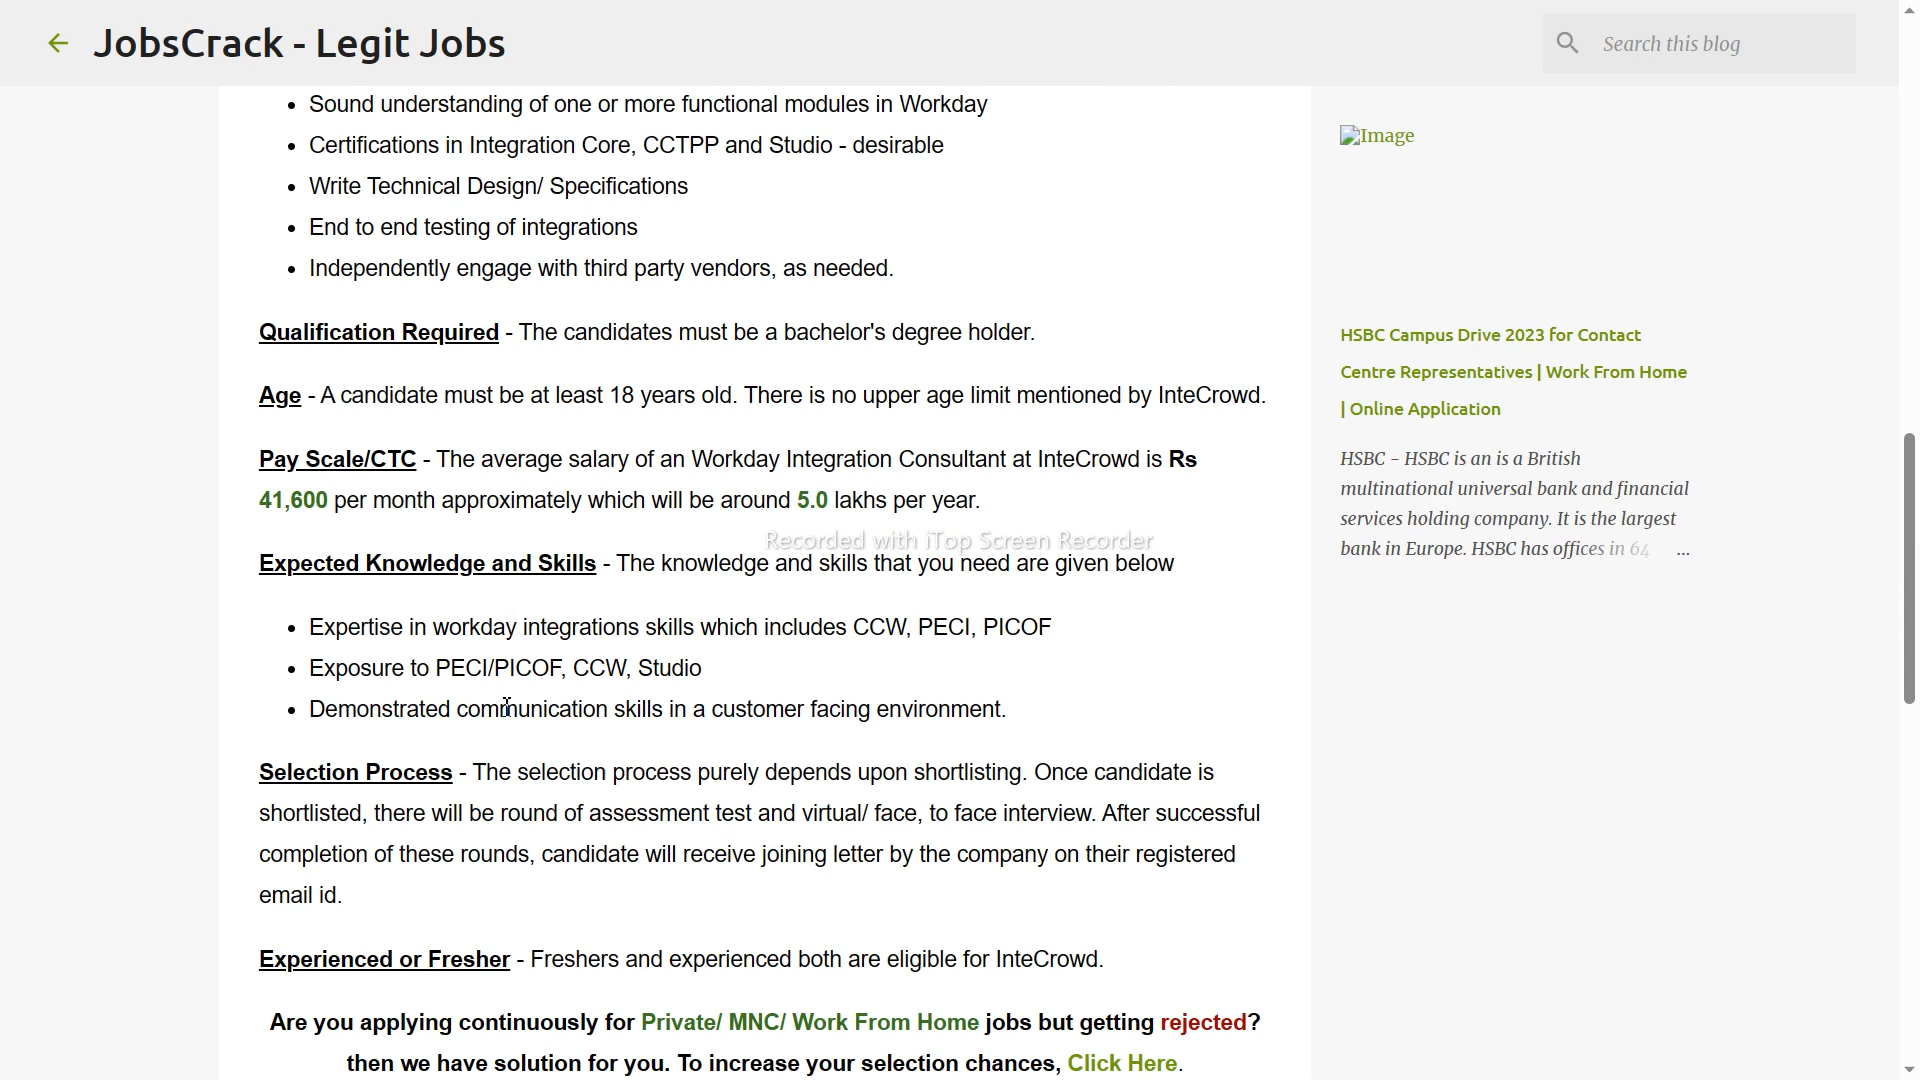 JobsCrack - Legit Jobs
Search this blog
Sound understanding of one or more functional modules in Workday
Certifications in Integration Core, CCTPP and Studio - desirable
Write Technical Design/ Specifications
End to end testing of integrations
Independently engage with third party vendors, as needed.
Qualification Required - The candidates must be a bachelor's degree holder.
Age - A candidate must be at least 18 years old. There is no upper age limit mentioned by InteCrowd.
Pay Scale/CTC - The average salary of an Workday Integration Consultant at InteCrowd is Rs
41,600 per month approximately which will be around 5.0 lakhs per year.
Recorded with iTop Screen Recorder
Expected Knowledge and Skills - The knowledge and skills that you need are given below
Expertise in workday integrations skills which includes CCW, PECI, PICOF
Exposure to PECI/PICOF, CCW, Studio
Demonstrated communication skills in a customer facing environment.
Selection Process - The selection process purely depends upon shortlisting. Once candidate is
shortlisted, there will be round of assessment test and virtual/ face, to face interview. After successful
completion of these rounds, candidate will receive joining letter by the company on their registered
email id.
Experienced or Fresher - Freshers and experienced both are eligible for InteCrowd.
Are you applying continuously for Private/ MNC/ Work From Home jobs but getting rejected?
then we have solution for you. To increase your selection chances, Click Here.
Image
HSBC Campus Drive 2023 for Contact
Centre Representatives | Work From Home
| Online Application
HSBC – HSBC is an is a British
multinational universal bank and financial
services holding company. It is the largest
bank in Europe. HSBC has offices in 64 ...